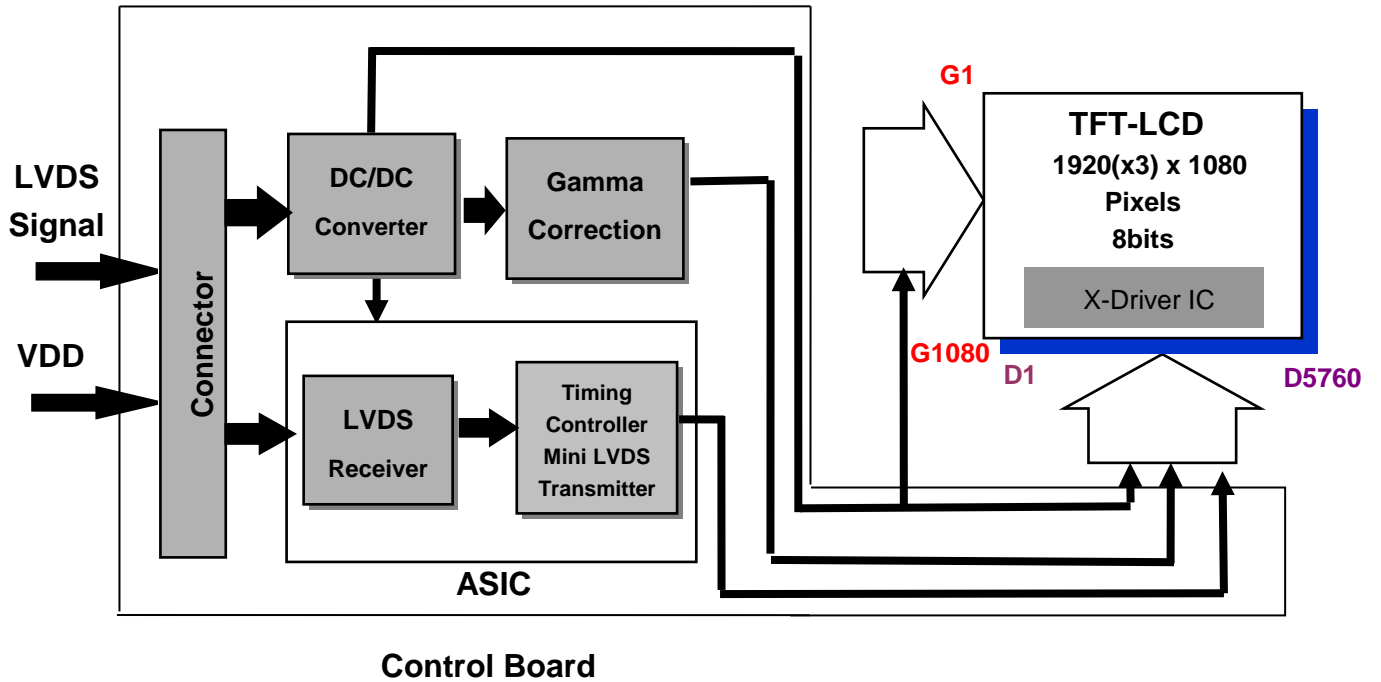 LVDS
Signal
VDD
Connector
DC/DC
Converter
Gamma
Correction
LVDS
Receiver
Timing
Controller
Mini LVDS
Transmitter
ASIC
Control Board
G1
G1080
TFT-LCD
1920(x3) x 1080
Pixels
8bits
X-Driver IC
D1
D5760